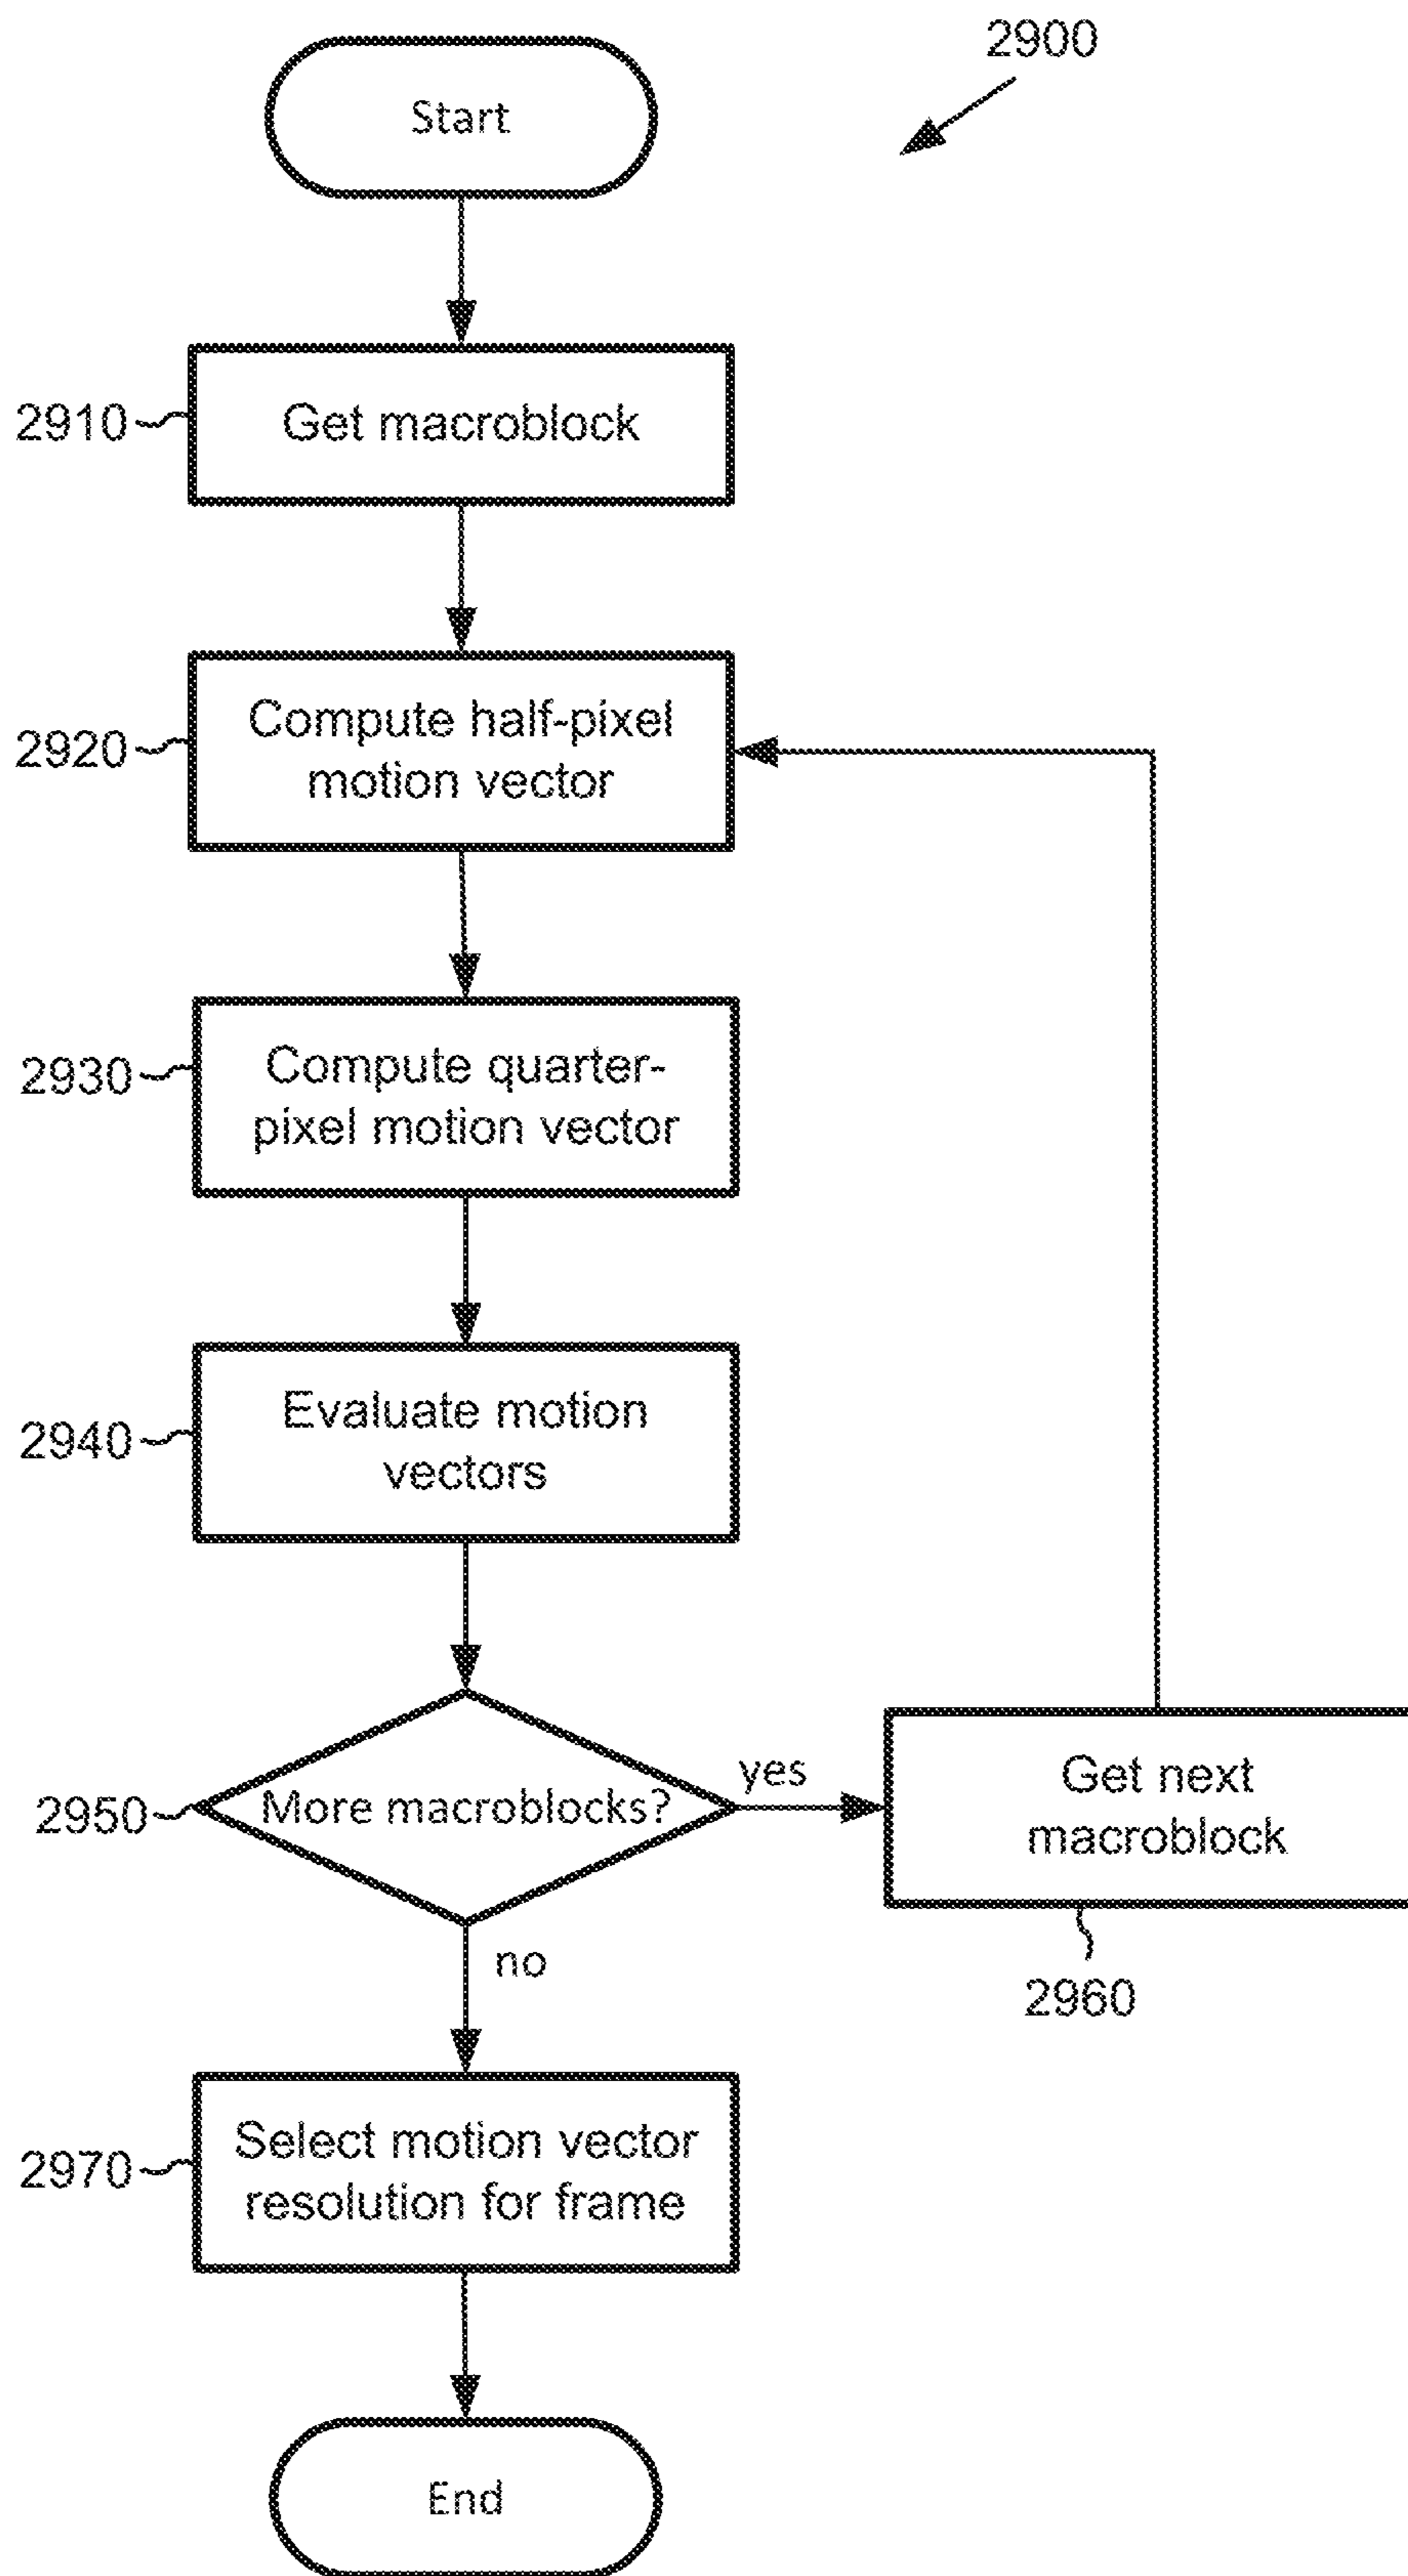 2900
Start
2910
Get macroblock
2920
Compute half-pixel
motion vector
2930
Compute quarter-
pixel motion vector
2940
Evaluate motion
vectors
2950
More macroblocks?
yes
Get next
macroblock
2960
no
2970
Select motion vector
resolution for frame
End